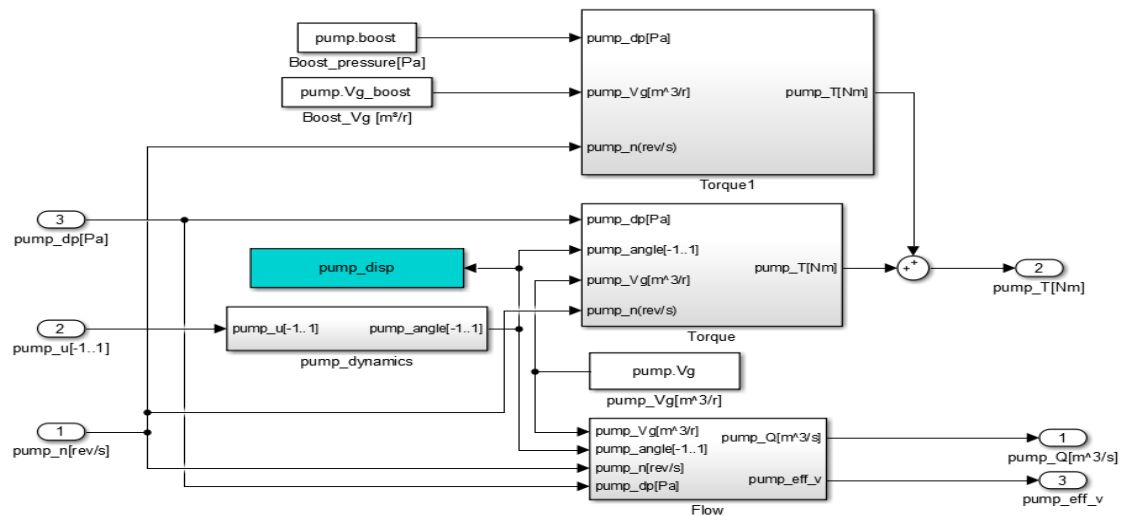 pump.boost
Boost_pressure[Pa]
pump.Vg_boost
Boost_Vg [m³/r]
pump_dp[Pa]
pump_Vg[m^3/r]
pump_n(rev/s)
pump_T[Nm]
Torque1
3
pump_dp[Pa]
pump_disp
2
pump_u[-1..1]
pump_u[-1..1]
pump_angle[-1..1]
pump_dynamics
pump_dp[Pa]
pump_angle[-1..1]
pump_Vg[m^3/r]
pump_n(rev/s)
pump_T[Nm]
Torque
+
+
2
pump_T[Nm]
pump.Vg
pump_Vg[m^3/r]
1
pump_n[rev/s]
pump_Vg[m^3/r]
pump_angle[-1..1]
pump_n[rev/s]
pump_dp[Pa]
pump_Q[m^3/s]
pump_eff_v
Flow
1
pump_Q[m^3/s]
3
pump_eff_v